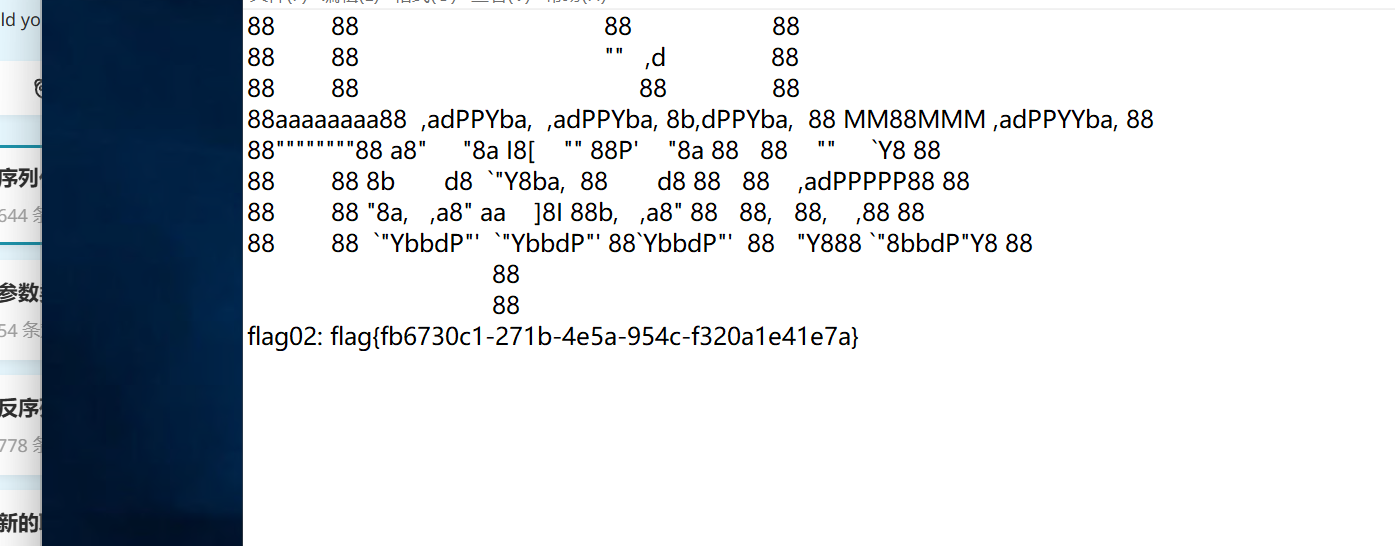 ld yo
88        88                                   88                    88
88        88                                   ""   ,d               88
88        88                                        88               88
88aaaaaaaa88  ,adPPYba,  ,adPPYba, 8b,dPPYba,  88 MM88MMM ,adPPYYba, 88
88""""""""88 a8"     "8a I8[    "" 88P'    "8a 88   88    ""     `Y8 88
序列
88        88 8b       d8  `"Y8ba,  88       d8 88   88    ,adPPPPP88 88
644 条
88        88 "8a,   ,a8" aa    ]8I 88b,   ,a8" 88   88,   88,    ,88 88
88        88  `"YbbdP"'  `"YbbdP"' 88`YbbdP"'  88   "Y888 `"8bbdP"Y8 88
88
参数
88
54 条
flag02: flag{fb6730c1-271b-4e5a-954c-f320a1e41e7a}
反序
778 条
新的